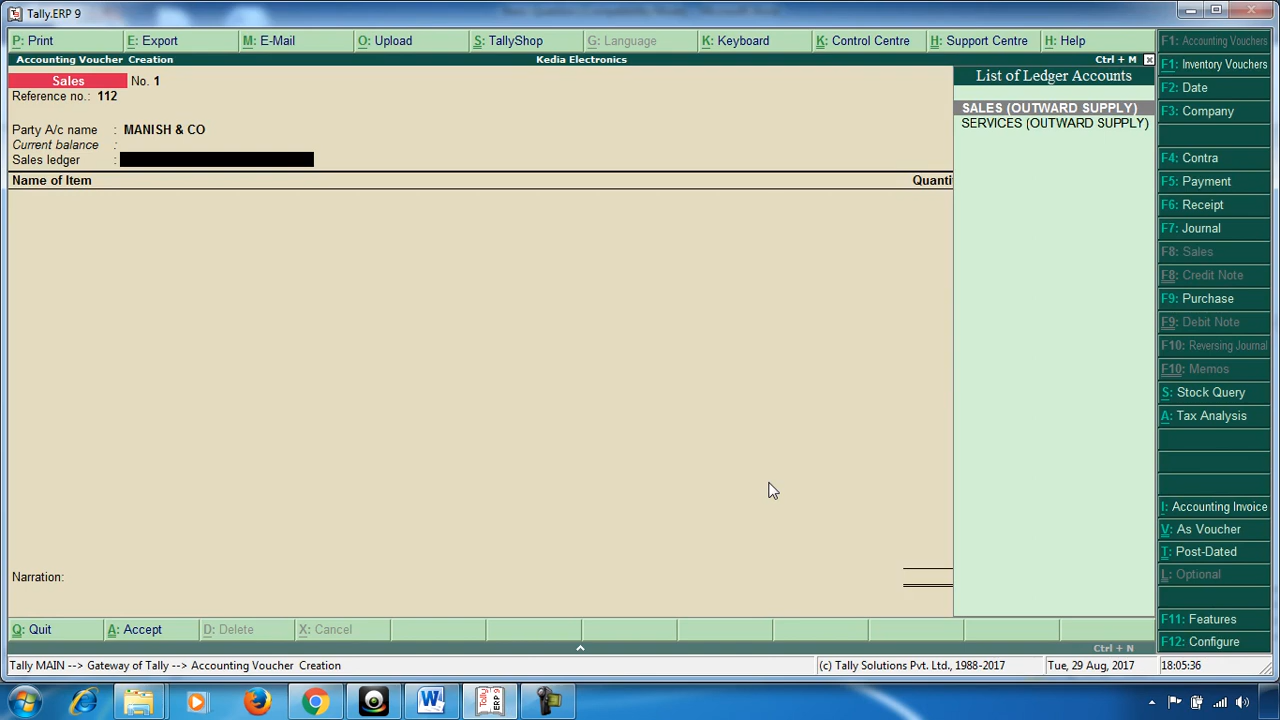 Tally.ERP 9
P: Print
E: Export
M: E-Mail
O: Upload
S: TallyShop
G: Language
K: Keyboard
K: Control Centre
H: Support Centre
H: Help
Accounting Voucher Creation
Kedia Electronics
Ctrl + M
Sales
No. 1
Reference no.: 112
Party A/c name : MANISH & CO
Current balance :
Sales ledger :
Name of Item
Quanti
List of Ledger Accounts
SALES (OUTWARD SUPPLY)
SERVICES (OUTWARD SUPPLY)
Narration:
F1: Accounting Vouchers
F1: Inventory Vouchers
F2: Date
F3: Company
F4: Contra
F5: Payment
F6: Receipt
F7: Journal
F8: Sales
F8: Credit Note
F9: Purchase
F9: Debit Note
F10: Reversing Journal
F10: Memos
S: Stock Query
A: Tax Analysis
I: Accounting Invoice
V: As Voucher
T: Post-Dated
L: Optional
F11: Features
F12: Configure
Q: Quit
A: Accept
D: Delete
X: Cancel
Ctrl + N
Tally MAIN --> Gateway of Tally --> Accounting Voucher Creation
(c) Tally Solutions Pvt. Ltd., 1988-2017
Tue, 29 Aug, 2017
18:05:36